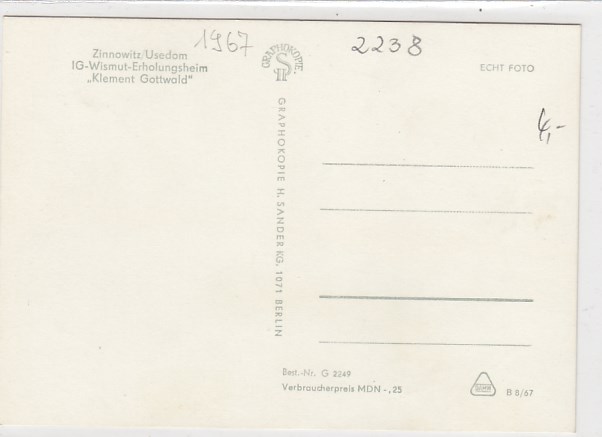 Zinnowitz/Usedom
IG-Wismut-Erholungsheim
„Klement Gottwald"
1967
GRAPHOKOPIE.
HS
2238
ECHT FOTO
4,-
GRAPHOKOPIE H. SANDER KG. 1071 BERLIN
Best.-Nr. G 2249
Verbraucherpreis MDN -,25
B 5/67